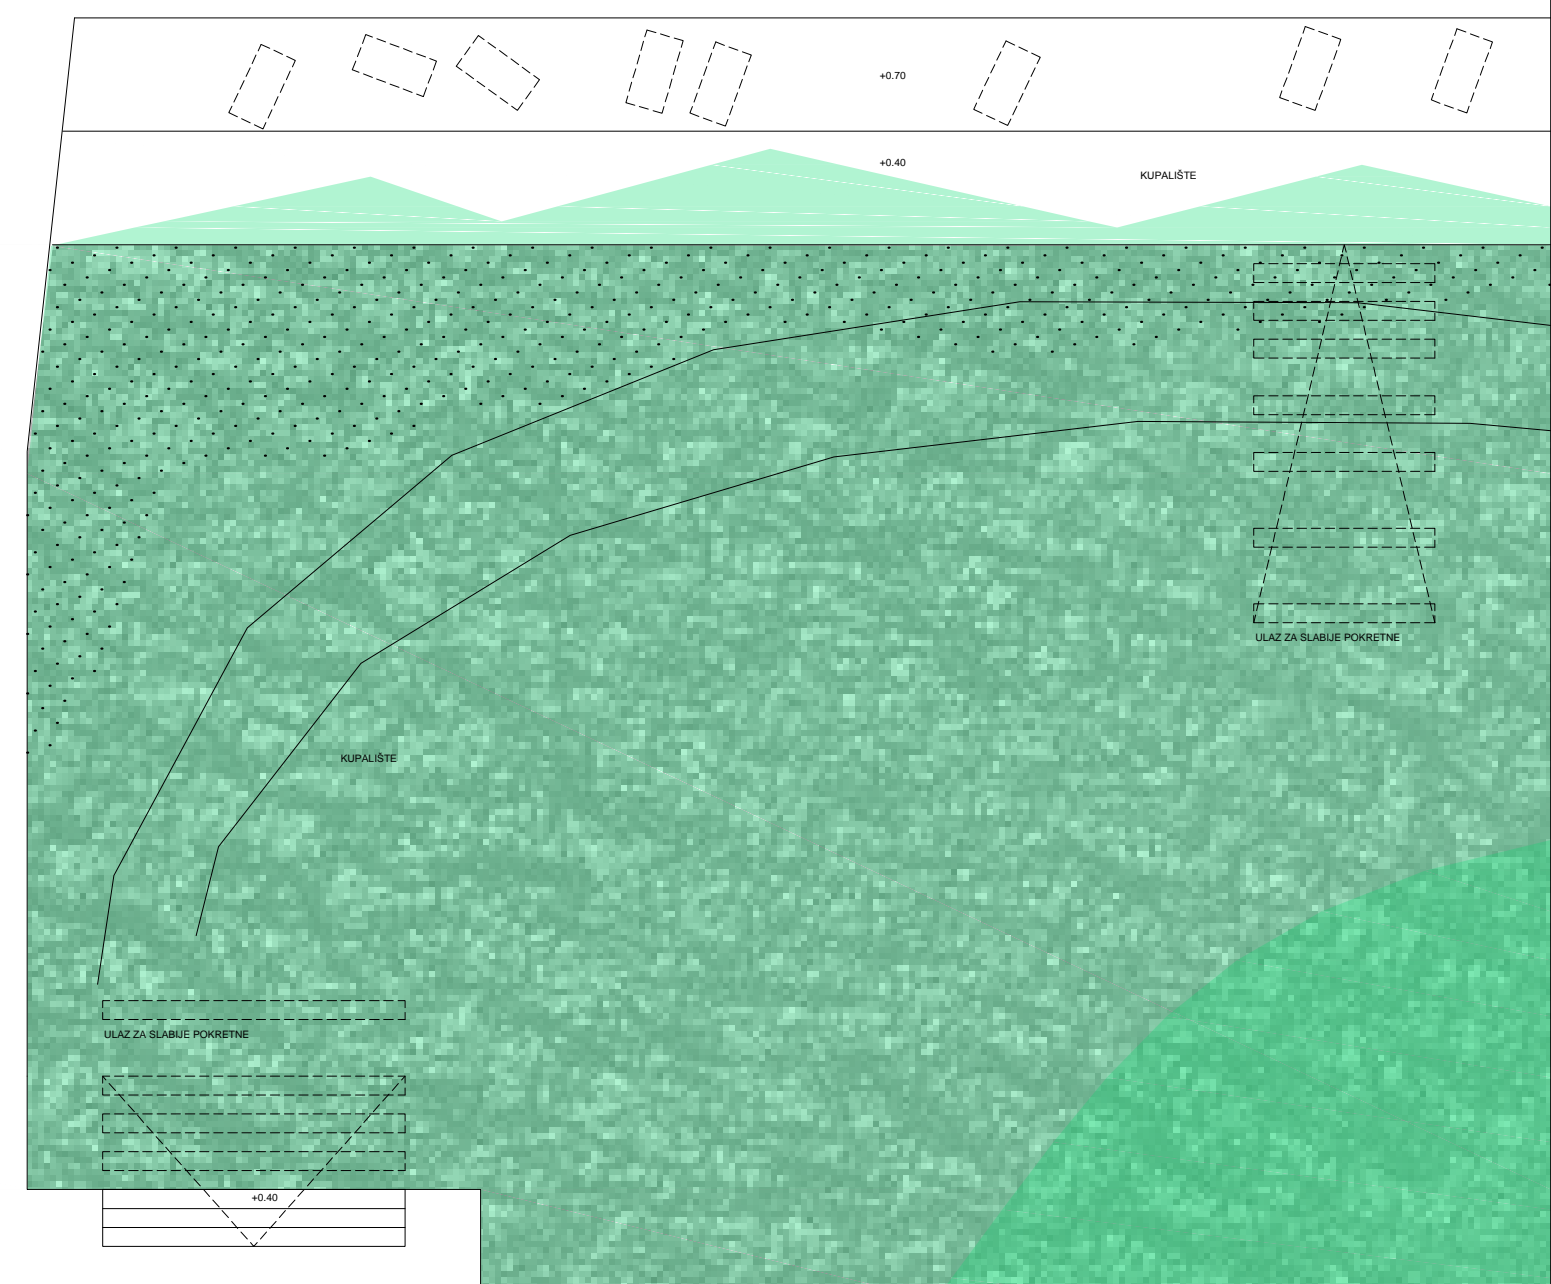 +0.70
+0.40
KUPALIŠTE
ULAZ ZA SLABIJE POKRETNE
KUPALIŠTE
ULAZ ZA SLABIJE POKRETNE
+0.40